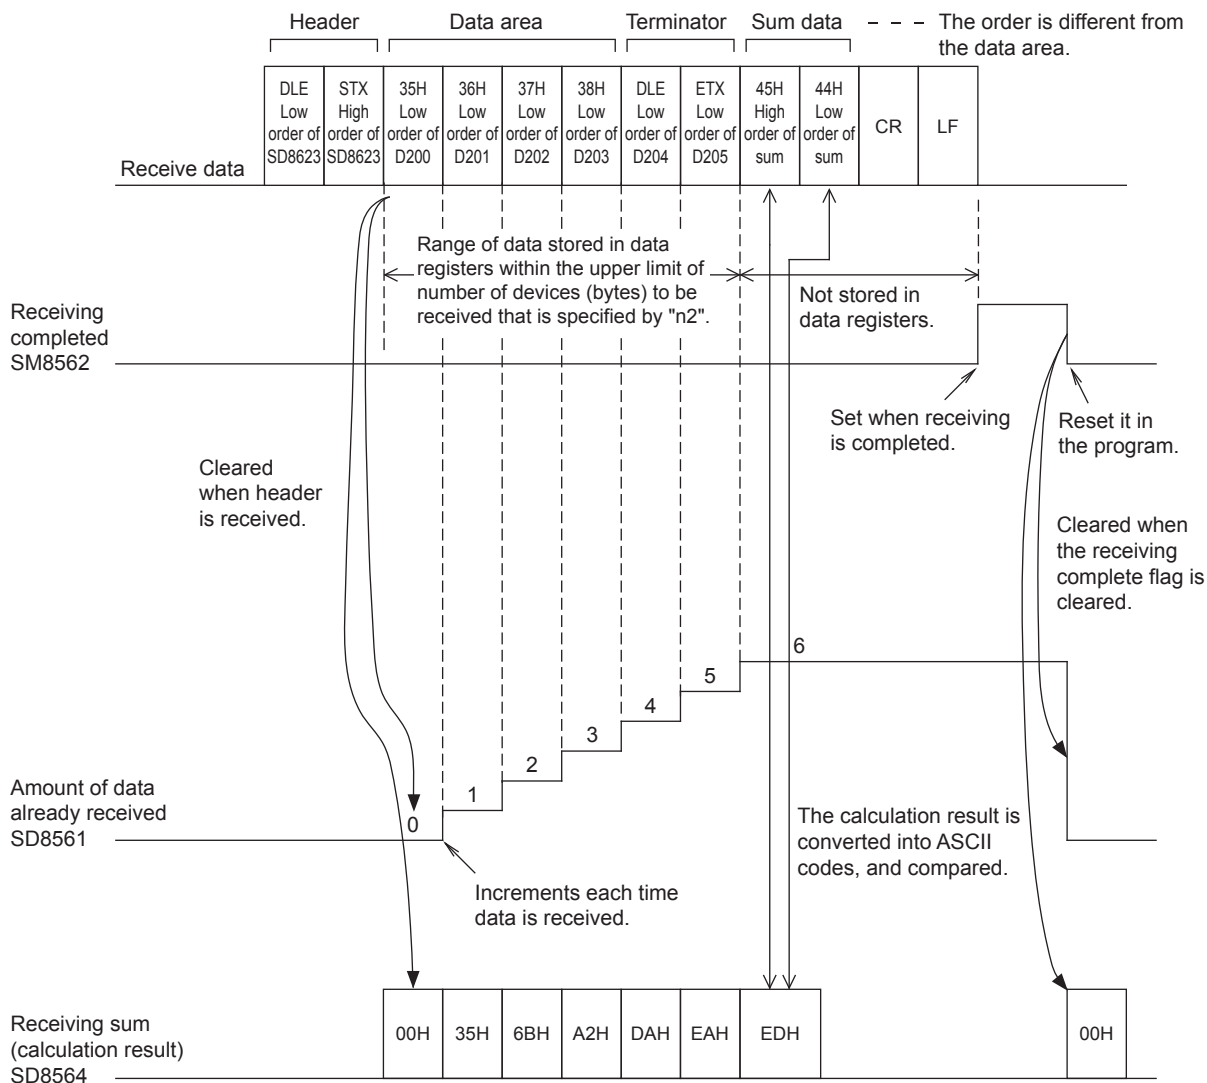 Header Data area Terminator Sum data - - - The order is different from
the data area.
DLE STX 35H 36H 37H 38H DLE ETX 45H 44H
Low High Low Low Low Low Low Low High Low CR LF
order of order of order of order of order of order of order of order of order of order of
SD8623 SD8623 D200 D201 D202 D203 D204 D205 sum sum
Receive data
Range of data stored in data
registers within the upper limit of
number of devices (bytes) to be
received that is specified by "n2".
Not stored in
data registers.
Receiving
completed
SM8562
Set when receiving
is completed.
Reset it in
the program.
Cleared
when header
is received.
Cleared when
the receiving
complete flag is
cleared.
6
5
4
3
2
1
0
Amount of data
already received
SD8561
The calculation result is
converted into ASCII
codes, and compared.
Increments each time
data is received.
Receiving sum
(calculation result)
SD8564
00H 35H 6BH A2H DAH EAH EDH 00H